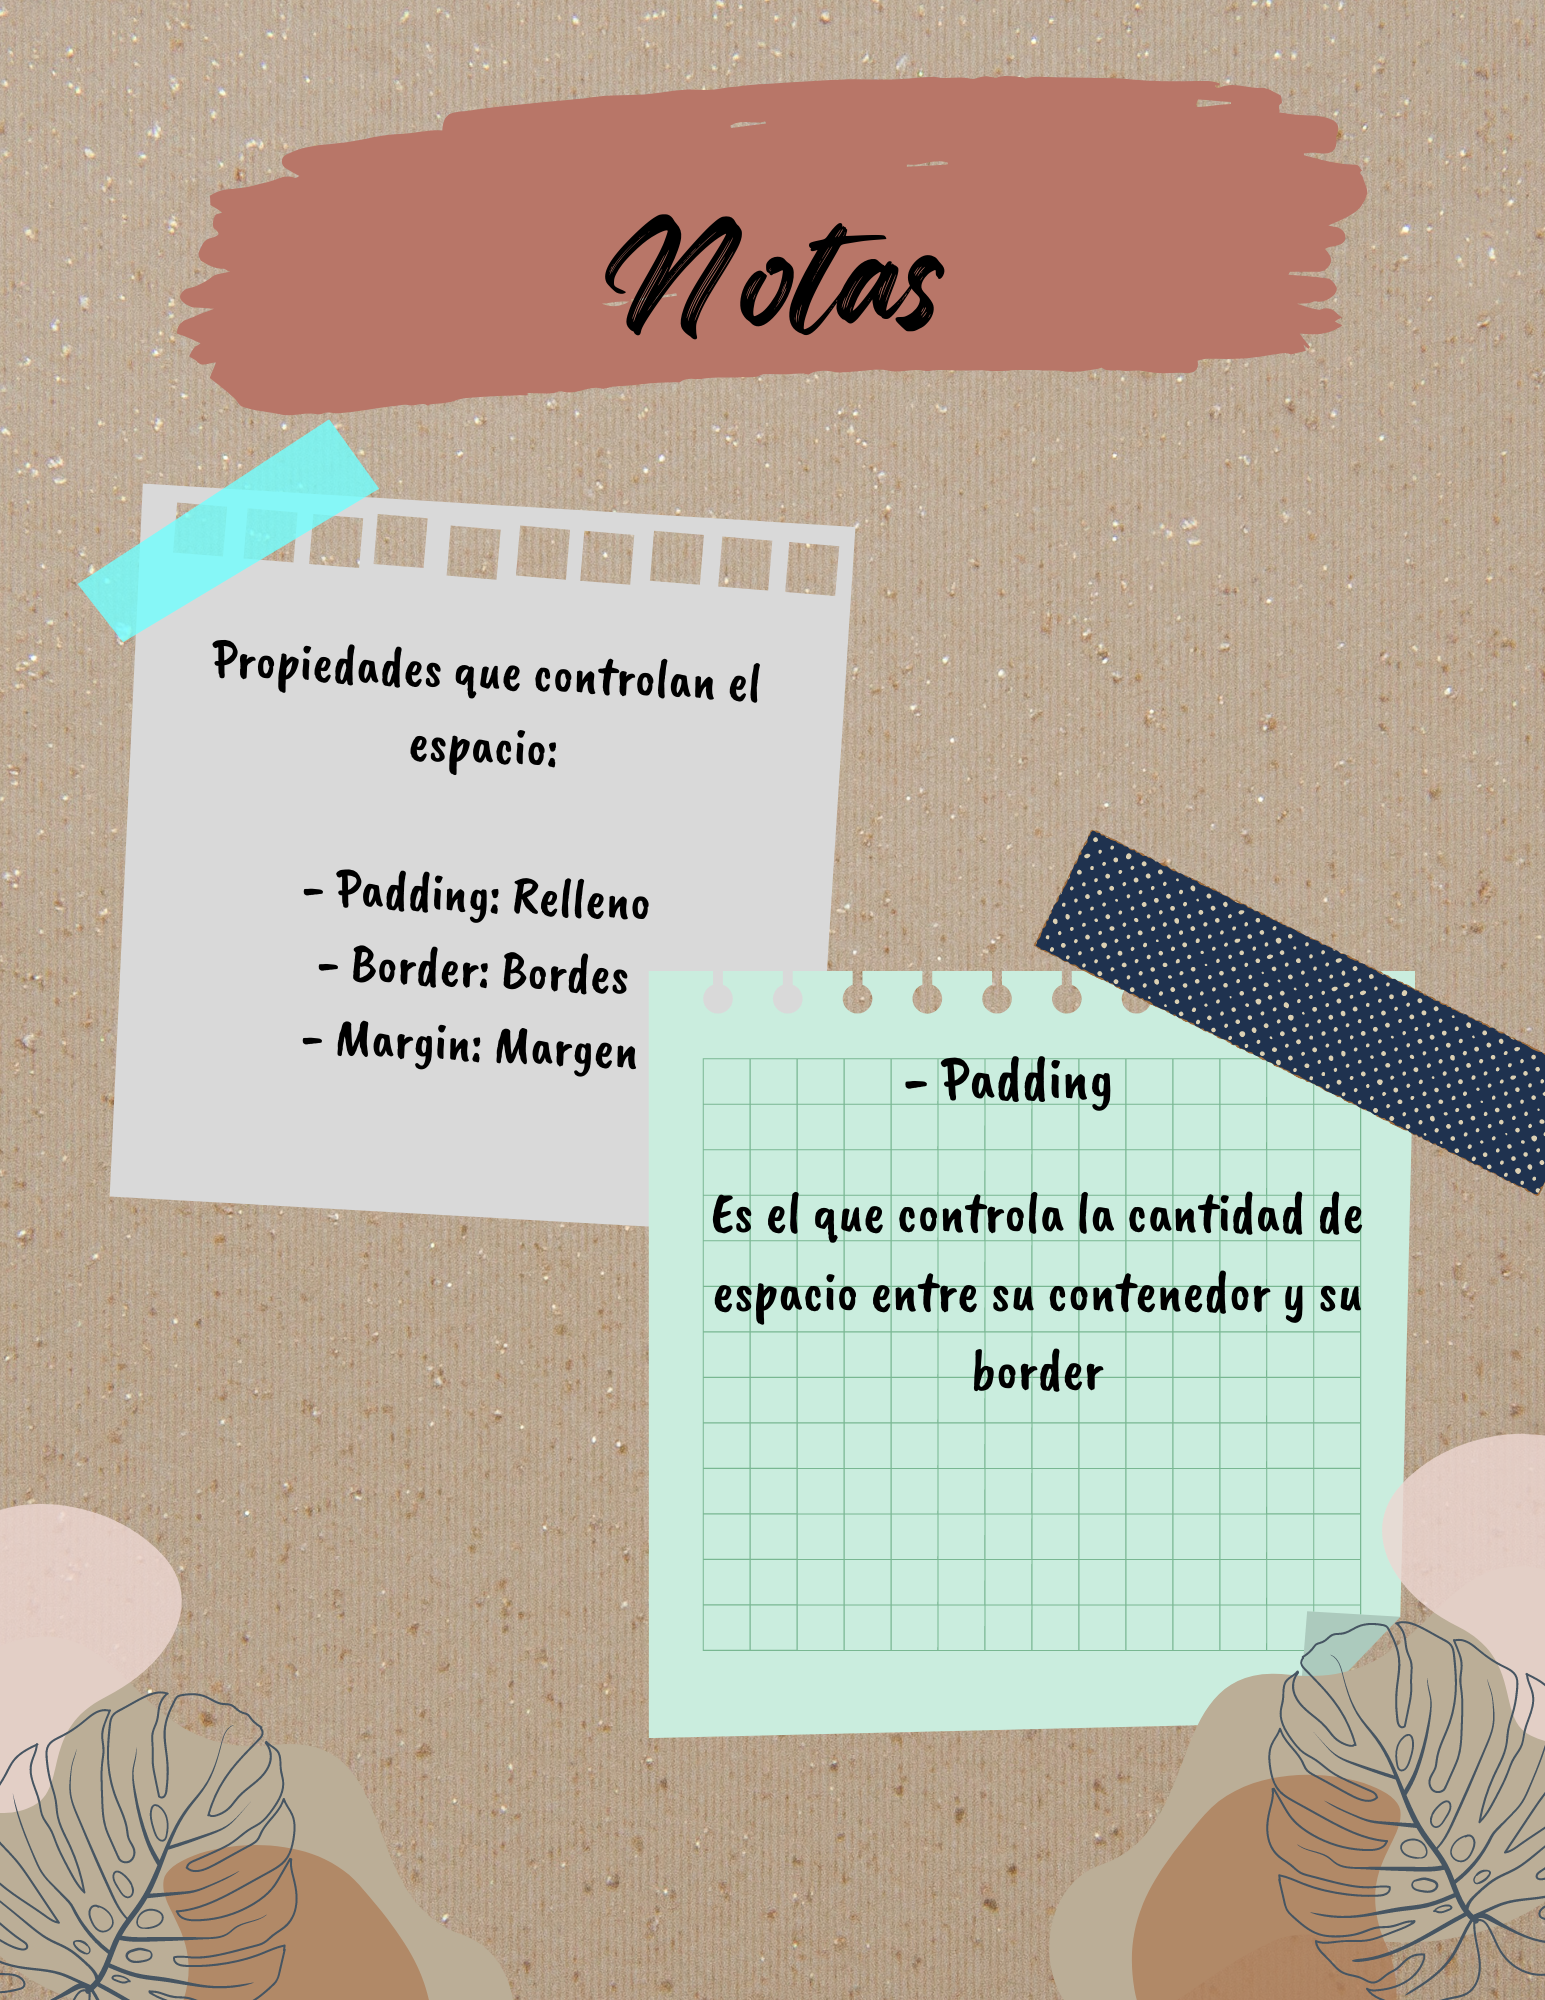 Notas
Propiedades que controlan el
espacio:
- Padding: Relleno
- Border: Bordes
- Margin: Margen
- Padding
Es el que controla la cantidad de
espacio entre su contenedor y su
border